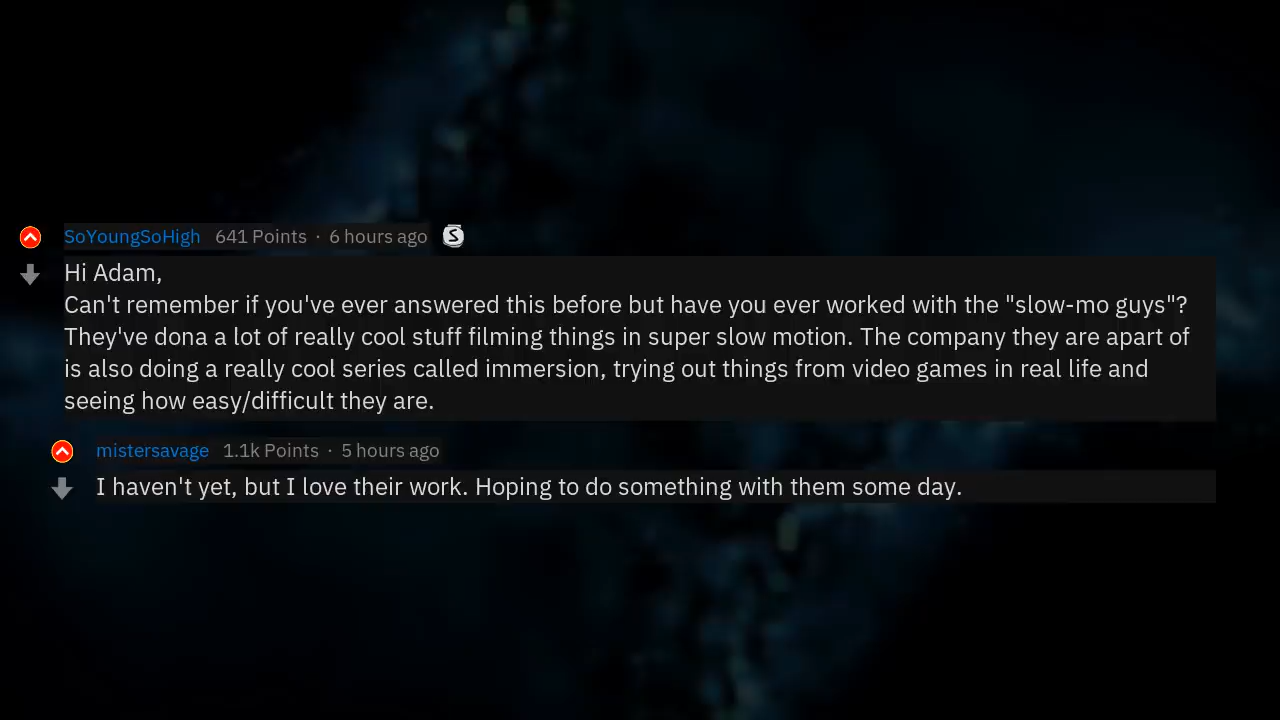 SoYoungSoHigh 641 Points · 6 hours ago S
Hi Adam,
Can't remember if you've ever answered this before but have you ever worked with the "slow-mo guys"?
They've dona a lot of really cool stuff filming things in super slow motion. The company they are apart of
is also doing a really cool series called immersion, trying out things from video games in real life and
seeing how easy/difficult they are.
mistersavage 1.1k Points · 5 hours ago
I haven't yet, but I love their work. Hoping to do something with them some day.